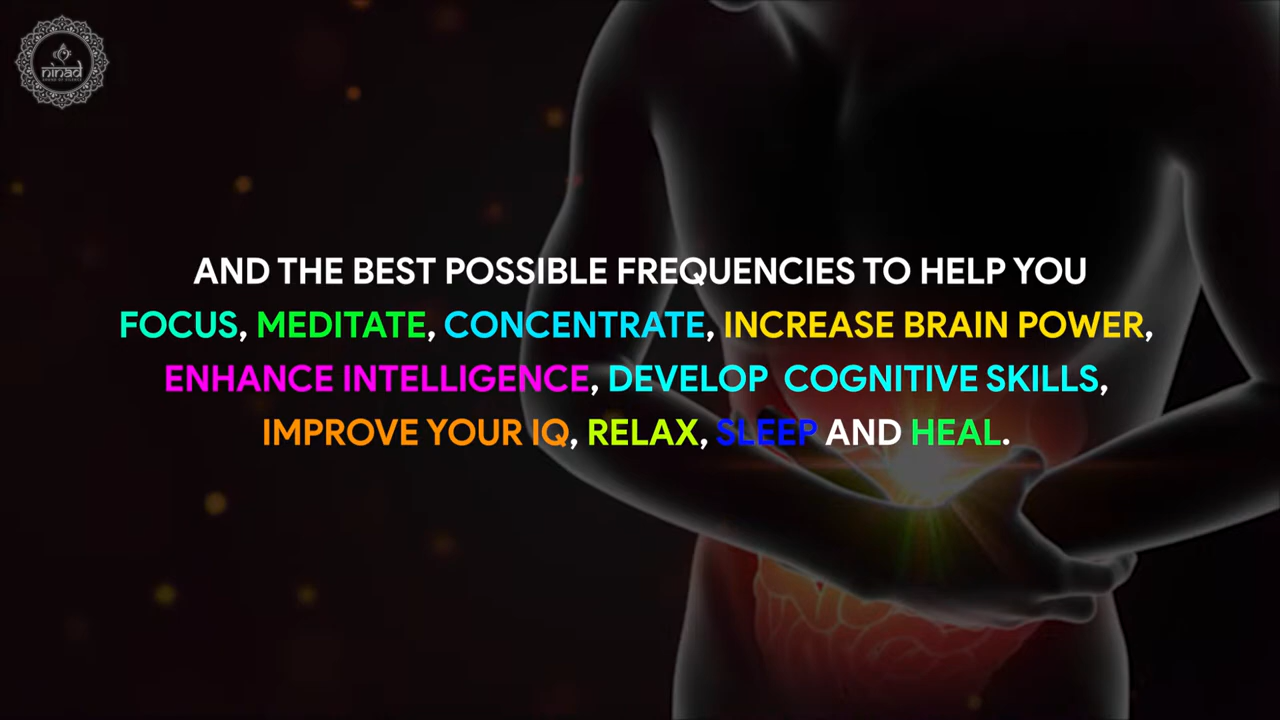 ninad
AND THE BEST POSSIBLE FREQUENCIES TO HELP YOU
FOCUS, MEDITATE, CONCENTRATE, INCREASE BRAIN POWER,
ENHANCE INTELLIGENCE, DEVELOP COGNITIVE SKILLS,
IMPROVE YOUR IQ, RELAX, SLEEP AND HEAL.